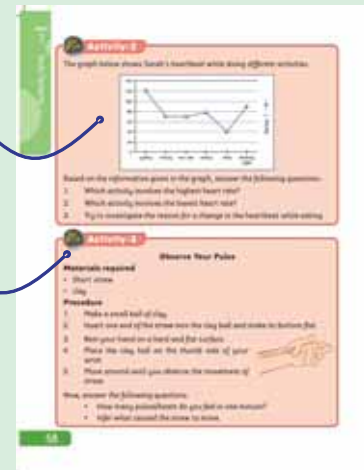 Activity-2
The graph below shows Sarah's heartbeat while doing different activities.
Based on the information given in the graph, answer the following questions:
1. Which activity involves the highest heart rate?
2. Which activity involves the lowest heart rate?
3. Try to investigate the reason for a change in the heartbeat while eating.
Activity-3
Observe Your Pulse
Materials required
• Short straw
• Clay
Procedure
1. Make a small ball of clay.
2. Insert one end of the straw into the clay ball and make its bottom flat.
3. Rest your hand on a hard and flat surface.
4. Place the clay ball on the thumb side of your
wrist.
5. Move around until you observe the movement of
straw.
Now, answer the following questions:
• How many pulses/beats do you feel in one minute?
• Infer what caused the straw to move.
58